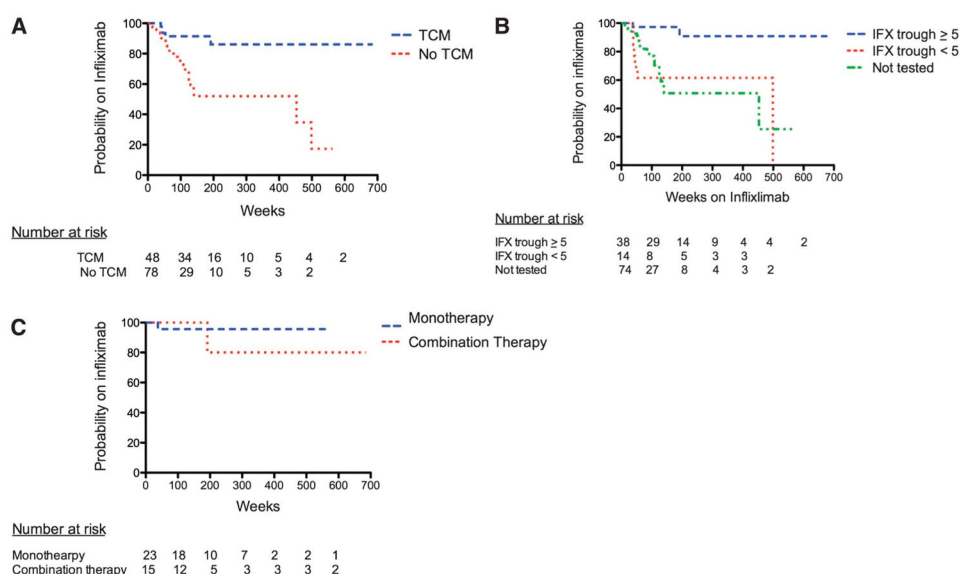 A
Probability on Infliximab
100
80
60
40
20
0
0 100 200 300 400 500 600 700
Weeks
TCM
No TCM
Number at risk
TCM 48 34 16 10 5 4 2
No TCM 78 29 10 5 3 2
B
Probability on Infliximab
100
80
60
40
20
0
0 100 200 300 400 500 600 700
Weeks on Inflixlimab
IFX trough ≥ 5
IFX trough < 5
Not tested
Number at risk
IFX trough ≥ 5 38 29 14 9 4 4 2
IFX trough < 5 14 8 5 3 3
Not tested 74 27 8 4 3 2
C
Probability on infliximab
100
80
60
40
20
0
0 100 200 300 400 500 600 700
Weeks
Monotherapy
Combination Therapy
Number at risk
Monothearpy 23 18 10 7 2 2 1
Combination therapy 15 12 5 3 3 3 2